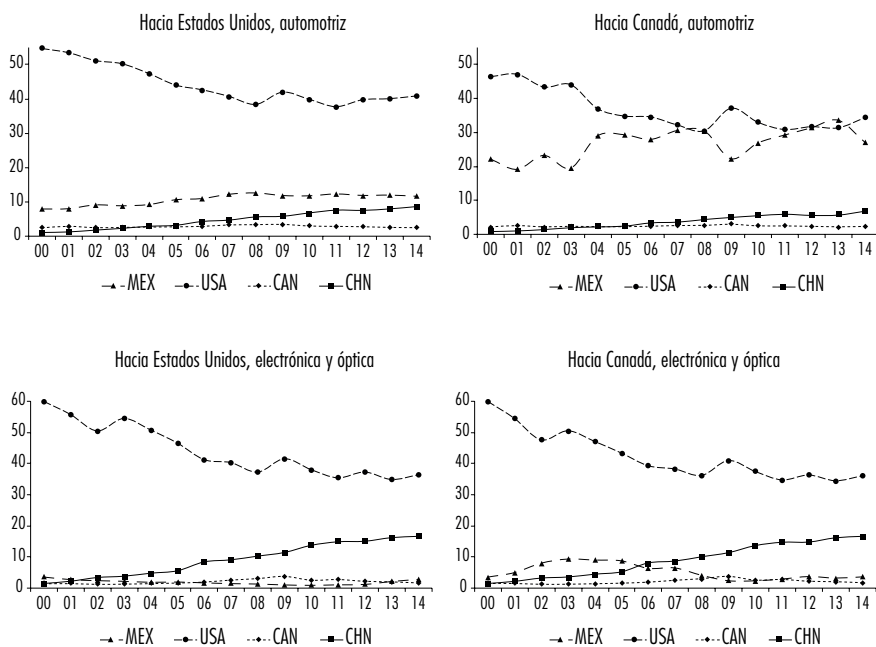 Hacia Estados Unidos, automotriz
50
40
30
20
10
0
00 01 02 03 04 05 06 07 08 09 10 11 12 13 14
MEX USA CAN CHN
Hacia Canadá, automotriz
50
40
30
20
10
0
00 01 02 03 04 05 06 07 08 09 10 11 12 13 14
MEX USA CAN CHN
Hacia Estados Unidos, electrónica y óptica
60
50
40
30
20
10
0
00 01 02 03 04 05 06 07 08 09 10 11 12 13 14
MEX USA CAN CHN
Hacia Canadá, electrónica y óptica
60
50
40
30
20
10
0
00 01 02 03 04 05 06 07 08 09 10 11 12 13 14
MEX USA CAN CHN